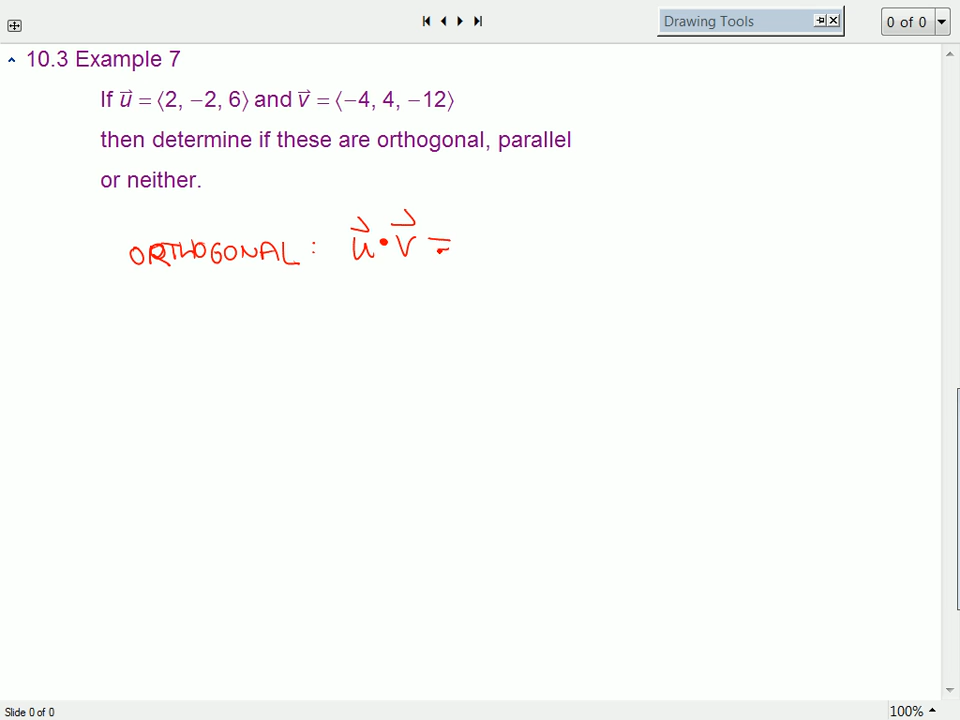 Drawing Tools
0 of 0
10.3 Example 7
If u⃗ = ⟨2, −2, 6⟩ and v⃗ = ⟨−4, 4, −12⟩
then determine if these are orthogonal, parallel
or neither.
ORTHOGONAL: u⃗ • v⃗ =
Slide 0 of 0
100%